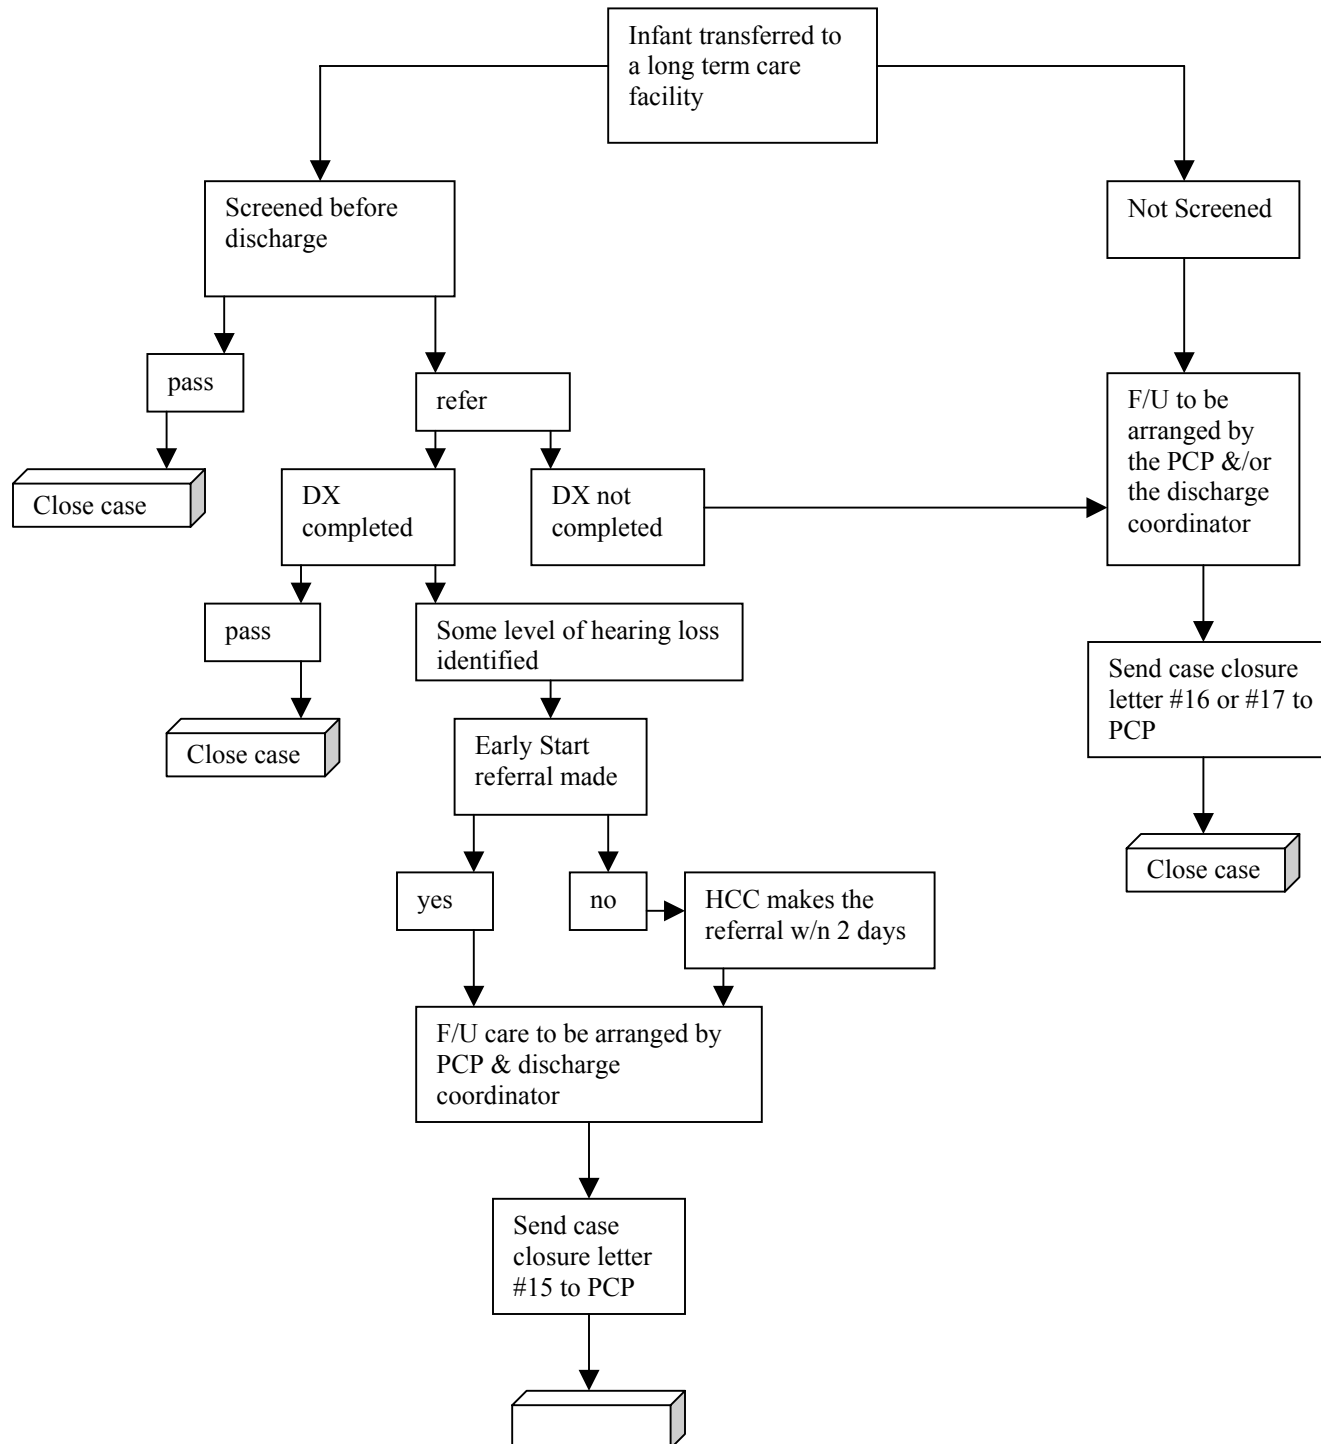 Infant transferred to
a long term care
facility
Screened before
discharge
Not Screened
pass
refer
F/U to be
arranged by
the PCP &/or
the discharge
coordinator
Close case
DX
completed
DX not
completed
pass
Some level of hearing loss
identified
Send case closure
letter #16 or #17 to
PCP
Close case
Early Start
referral made
Close case
yes
no
HCC makes the
referral w/n 2 days
F/U care to be arranged by
PCP & discharge
coordinator
Send case
closure letter
#15 to PCP